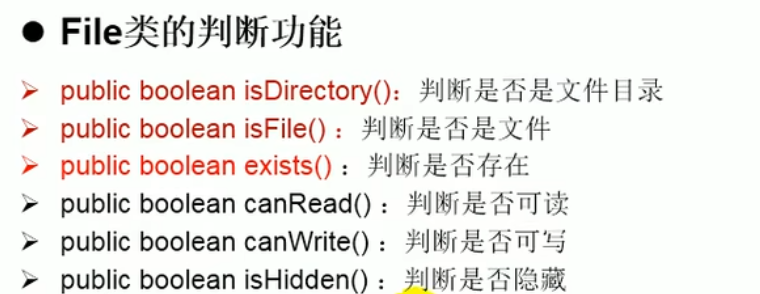 ● File类的判断功能
➢ public boolean isDirectory()：判断是否是文件目录
➢ public boolean isFile() ：判断是否是文件
➢ public boolean exists() ：判断是否存在
➢ public boolean canRead() ：判断是否可读
➢ public boolean canWrite() ：判断是否可写
➢ public boolean isHidden() ：判断是否隐藏